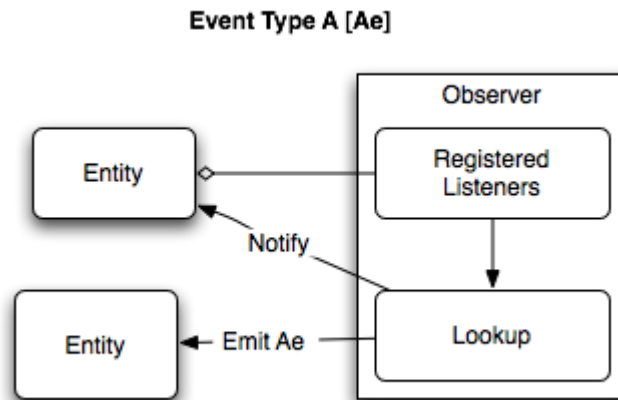 Event Type A [Ae]
Observer
Entity
Registered
Listeners
Notify
Entity
Emit Ae
Lookup